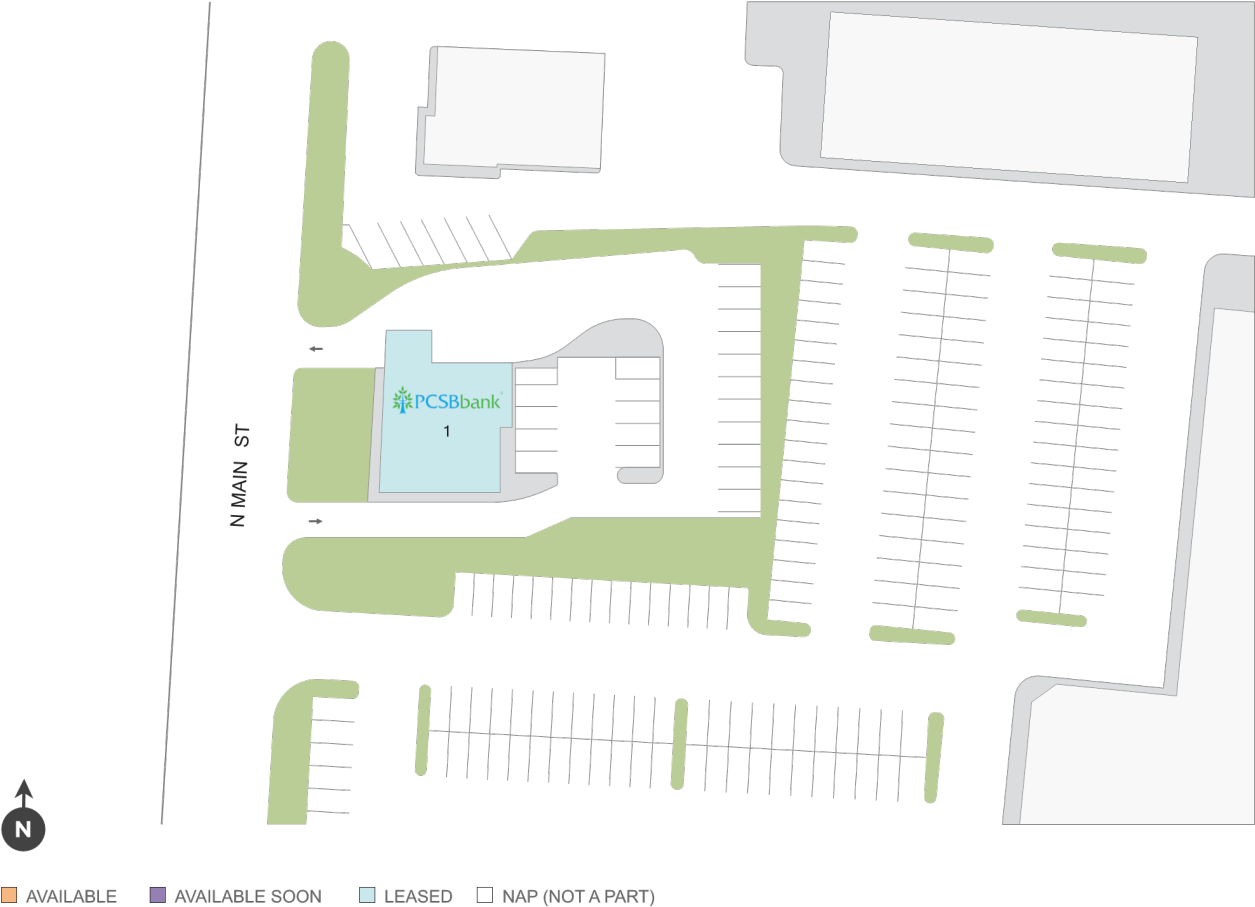 PCSBbank
1
N MAIN ST
N
AVAILABLE
AVAILABLE SOON
LEASED
NAP (NOT A PART)